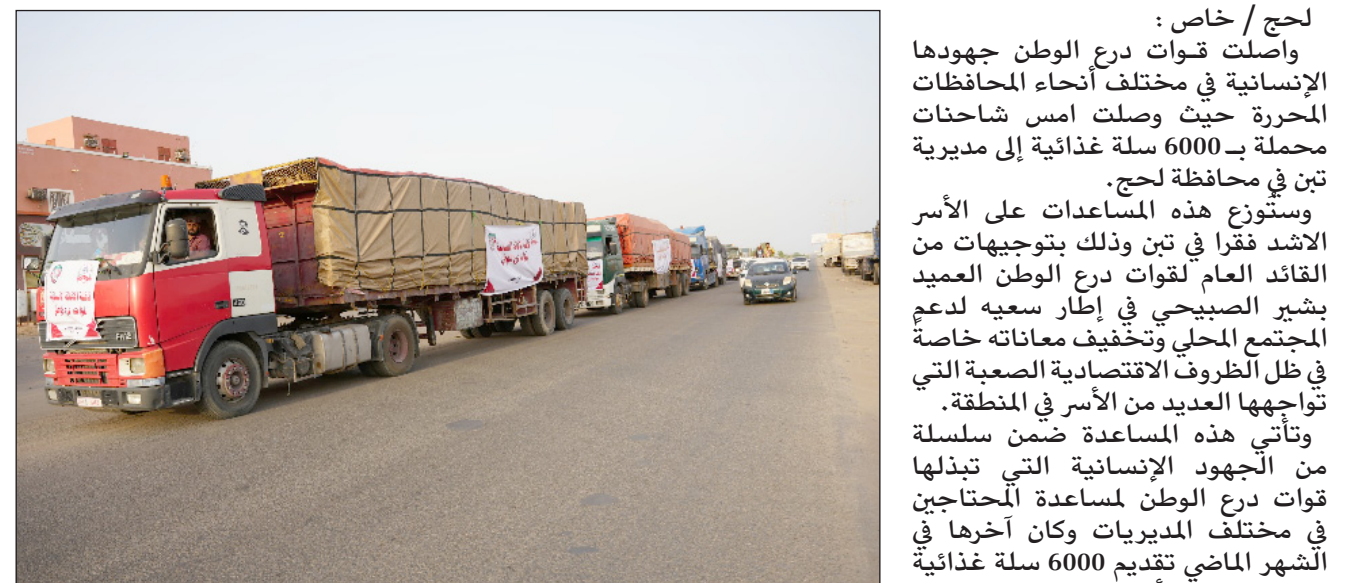 لحج / خاص :
واصلت قـوات درع الوطن جهودها
الإنسانية في مختلف أنحاء المحافظات
المحررة حيث وصلت امس شاحنات
محملة بـ 6000 سلة غذائية إلى مديرية
تبن في محافظة لحج.
وستُوزع هذه المساعدات على الأسر
الاشد فقرا في تبن وذلك بتوجيهات من
القائد العام لقوات درع الوطن العميد
بشير الصبيحي في إطار سعيه لدعم
المجتمع المحلي وتخفيف معاناته خاصةً
في ظل الظروف الاقتصادية الصعبة التي
تواجهها العديد من الأسر في المنطقة.
وتأتي هذه المساعدة ضمن سلسلة
من الجهود الإنسانية التي تبذلها
قوات درع الوطن لمساعدة المحتاجين
في مختلف المديريات وكان آخرها في
الشهر الماضي تقديم 6000 سلة غذائية